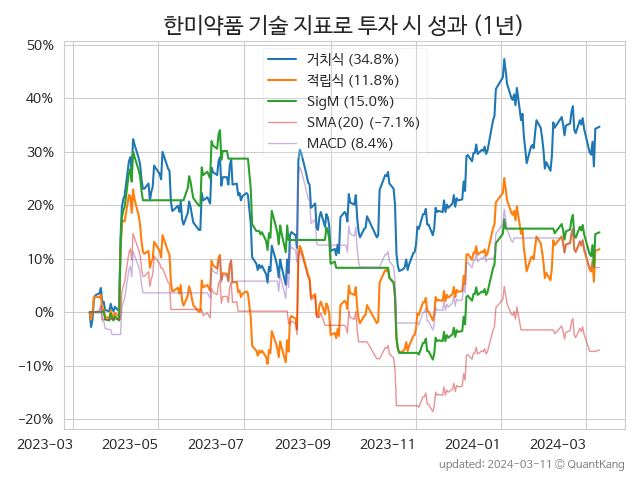 한미약품 기술 지표로 투자 시 성과 (1년)
거치식 (34.8%)
적립식 (11.8%)
SigM (15.0%)
SMA(20) (−7.1%)
MACD (8.4%)
50%
40%
30%
20%
10%
0%
−10%
−20%
2023-03 2023-05 2023-07 2023-09 2023-11 2024-01 2024-03
updated: 2024-03-11 © QuantKang